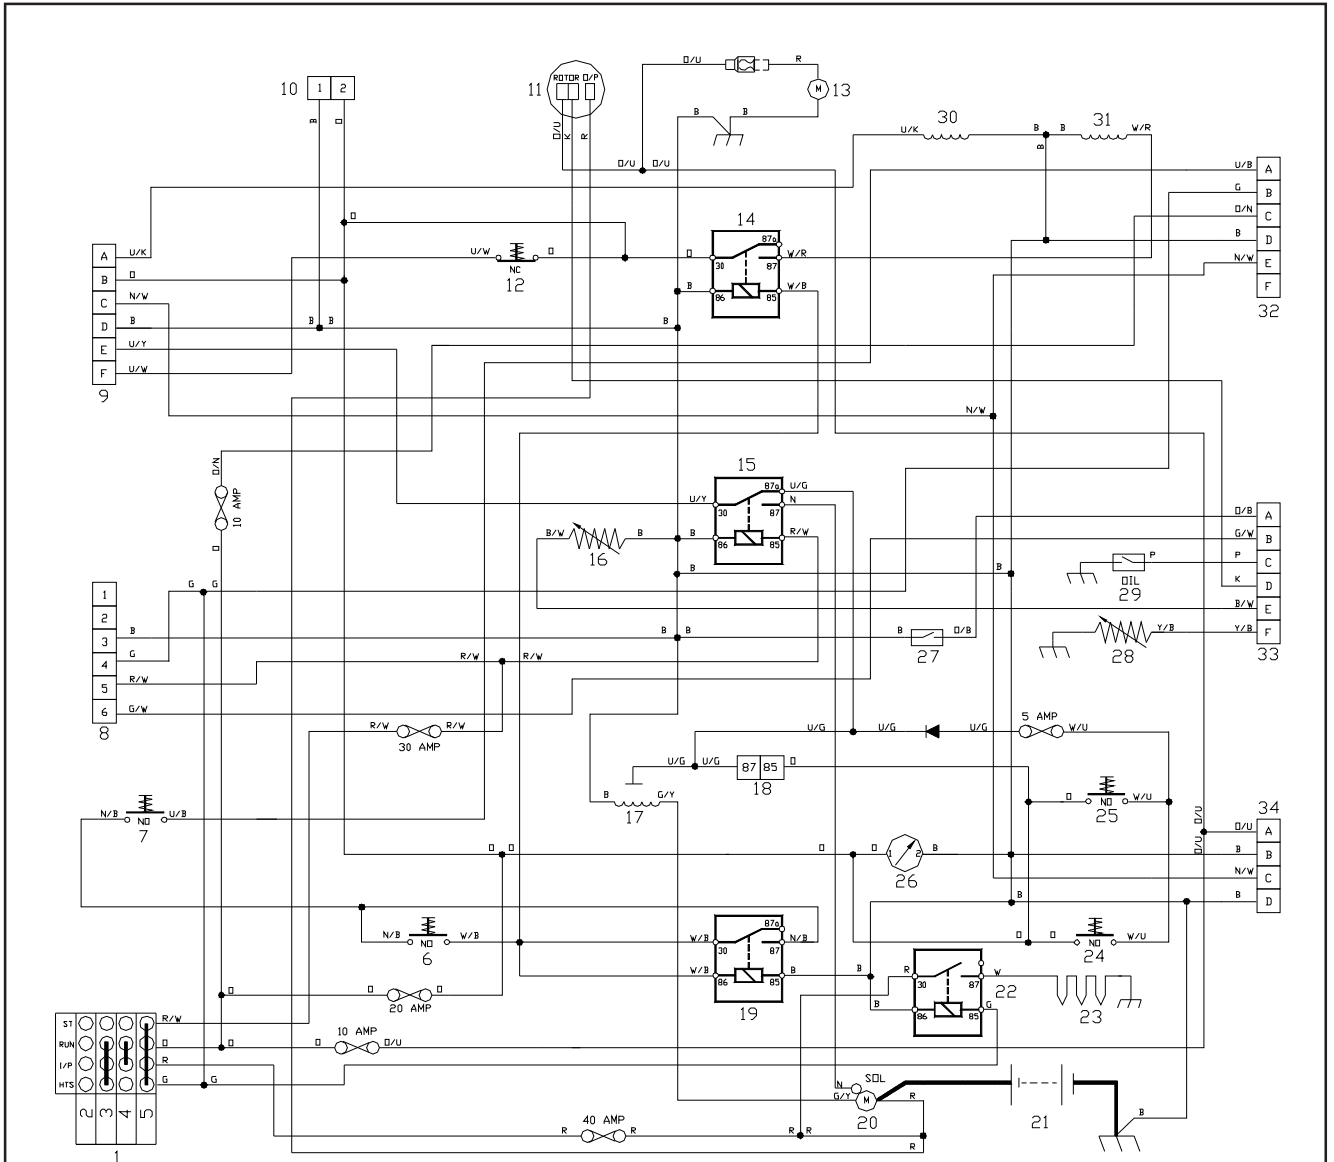 O/U R
10 1 2 11 ROTOR O/P M 13
B O O/U K R B B
30 31
U/K B B W/R
B
O/U O/U
U/B A
G B
O/N C
B D
N/W E
F
32
O
14
87a
U/W O O 30 87 W/R
NC
12
B 86 85 W/B
A U/K
B O
C N/W
D B B B B
E U/Y
F U/W
9
N/W
O/N
10 AMP
O
15
87a U/G
U/Y 30 87 N
B/W B B 86 85 R/W
16
B B
O/B A
G/W B
P P C
OIL
29
K D
B/W E
Y/B Y/B F
28
33
G G
1
2
3 B B B B O/B
27
4 G
5 R/W R/W R/W
6 G/W
8
R/W R/W
30 AMP
U/G U/G U/G 5 AMP W/U
U/G U/G 87 85 O
18
B G/Y
17
N/B U/B
NO
7
O W/U
NO
25
O/U
O/U
34
O/U A
B B
N/W C
B B D
O O O O 1 2 B
26
N/B W/B
NO
6
W/B 30 87a 87 N/B
W/B 86 85 B
19
O O W/U
NO
24
R 30 87 W
22
B 86 85 G
23
O O O
20 AMP
ST R/W
RUN O O O 10 AMP O/U
I/P R
HTS G G
2 3 4 5
1
SOL
N
G/Y M R
20
21
B
40 AMP
R R R R
R